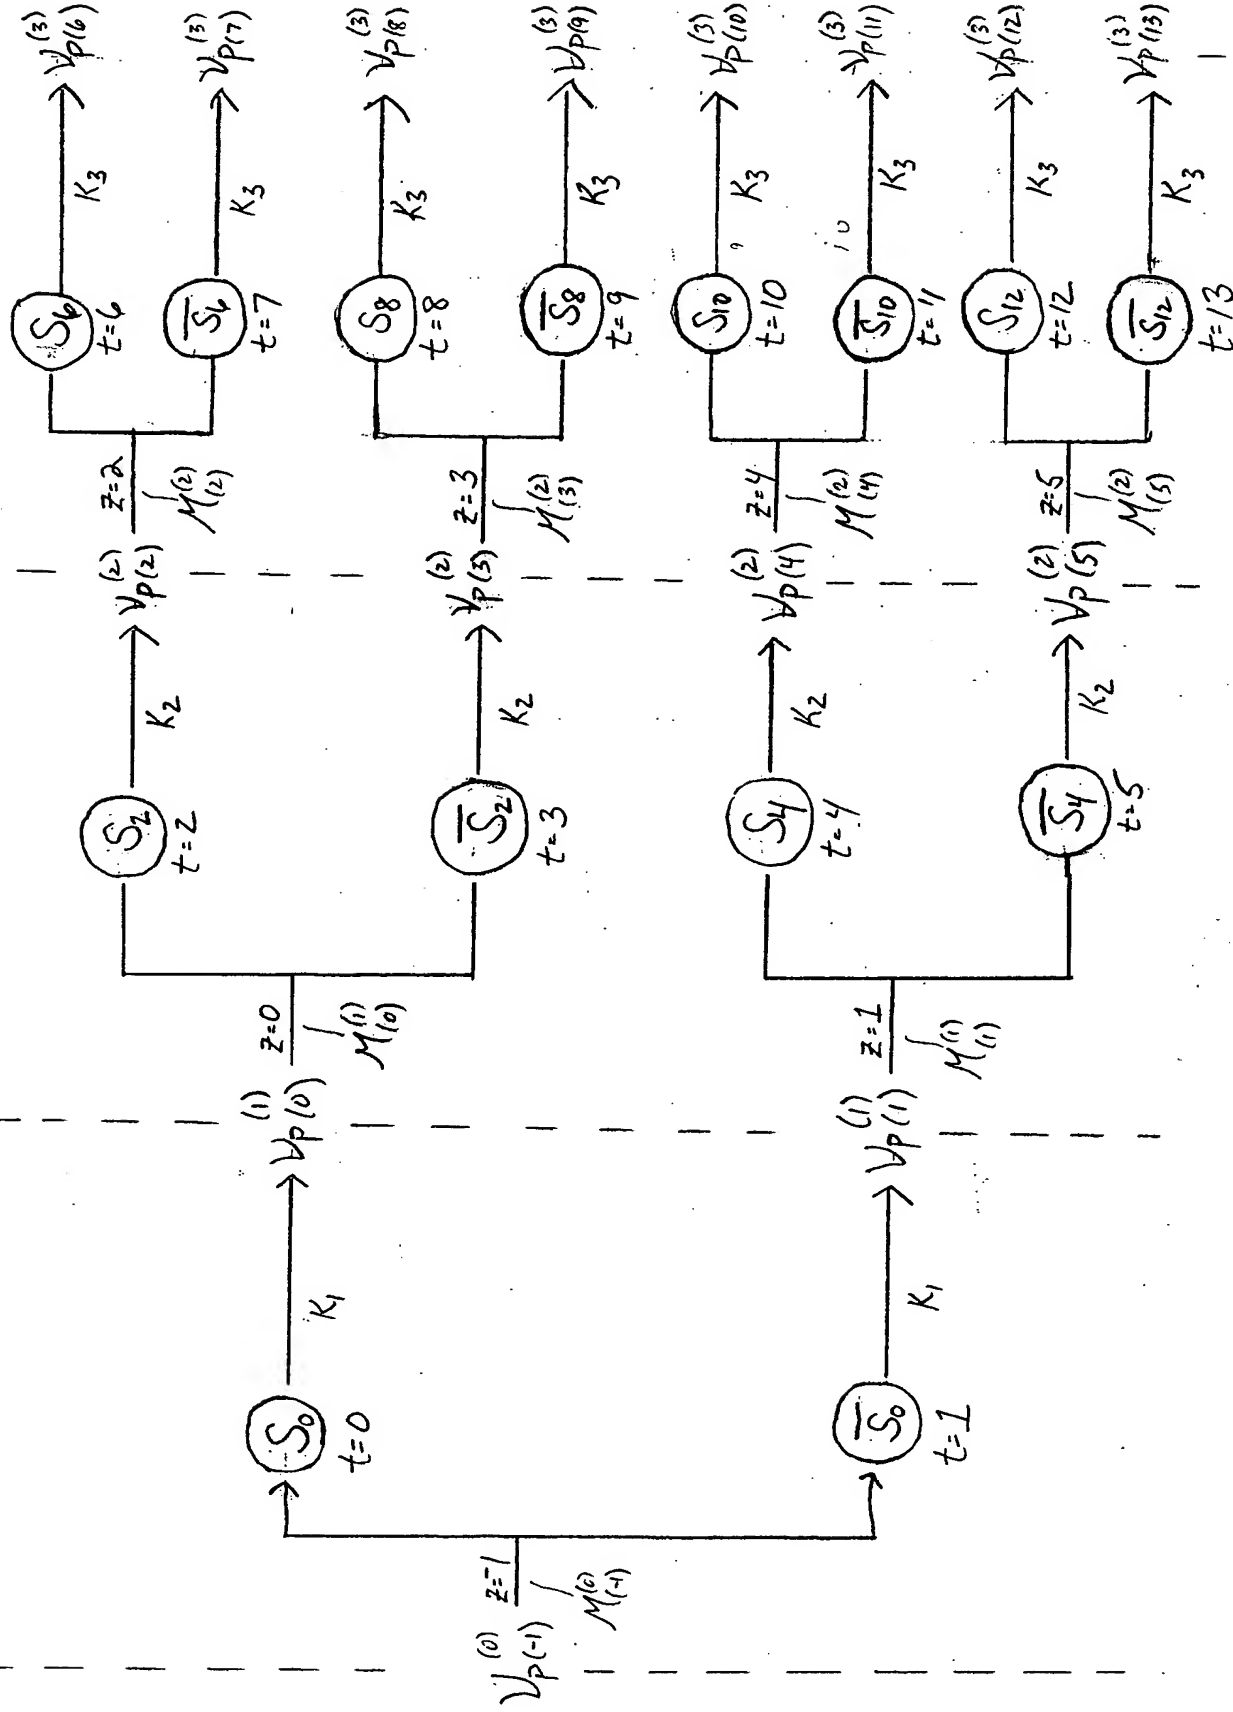 V_p(-1)^(0)
z=-1
M_(-1)^(0)
S_0
t=0
K_1
V_p(0)^(1)
S̅_0
t=1
K_1
V_p(1)^(1)
z=0
M_(0)^(1)
S_2
t=2
K_2
V_p(2)^(2)
S̅_2
t=3
K_2
V_p(3)^(2)
z=1
M_(1)^(1)
S_4
t=4
K_2
V_p(4)^(2)
S̅_4
t=5
K_2
V_p(5)^(2)
z=2
M_(2)^(2)
S_6
t=6
K_3
V_p(6)^(3)
S̅_6
t=7
K_3
V_p(7)^(3)
z=3
M_(3)^(2)
S_8
t=8
K_3
V_p(8)^(3)
S̅_8
t=9
K_3
V_p(9)^(3)
z=4
M_(4)^(2)
S_10
t=10
K_3
V_p(10)^(3)
S̅_10
t=11
K_3
V_p(11)^(3)
z=5
M_(5)^(2)
S_12
t=12
K_3
V_p(12)^(3)
S̅_12
t=13
K_3
V_p(13)^(3)